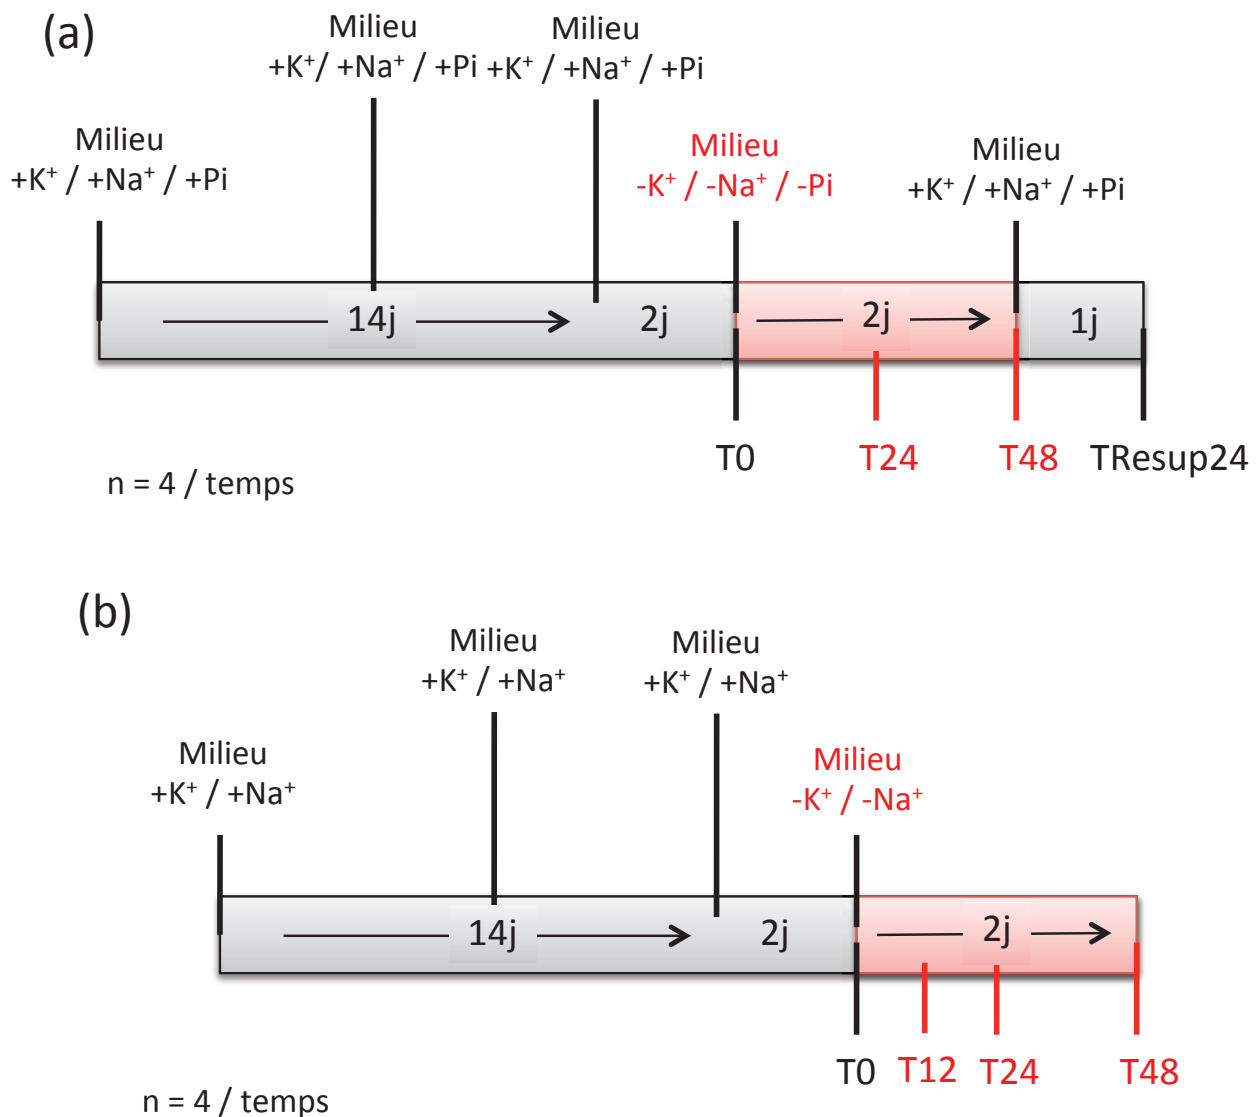 (a)
Milieu
+K⁺ / +Na⁺ / +Pi
Milieu
+K⁺/ +Na⁺ / +Pi
Milieu
+K⁺ / +Na⁺ / +Pi
Milieu
-K⁺ / -Na⁺ / -Pi
Milieu
+K⁺ / +Na⁺ / +Pi
14j
2j
2j
1j
T0
T24
T48
TResup24
n = 4 / temps
(b)
Milieu
+K⁺ / +Na⁺
Milieu
+K⁺ / +Na⁺
Milieu
+K⁺ / +Na⁺
Milieu
-K⁺ / -Na⁺
14j
2j
2j
T0
T12
T24
T48
n = 4 / temps